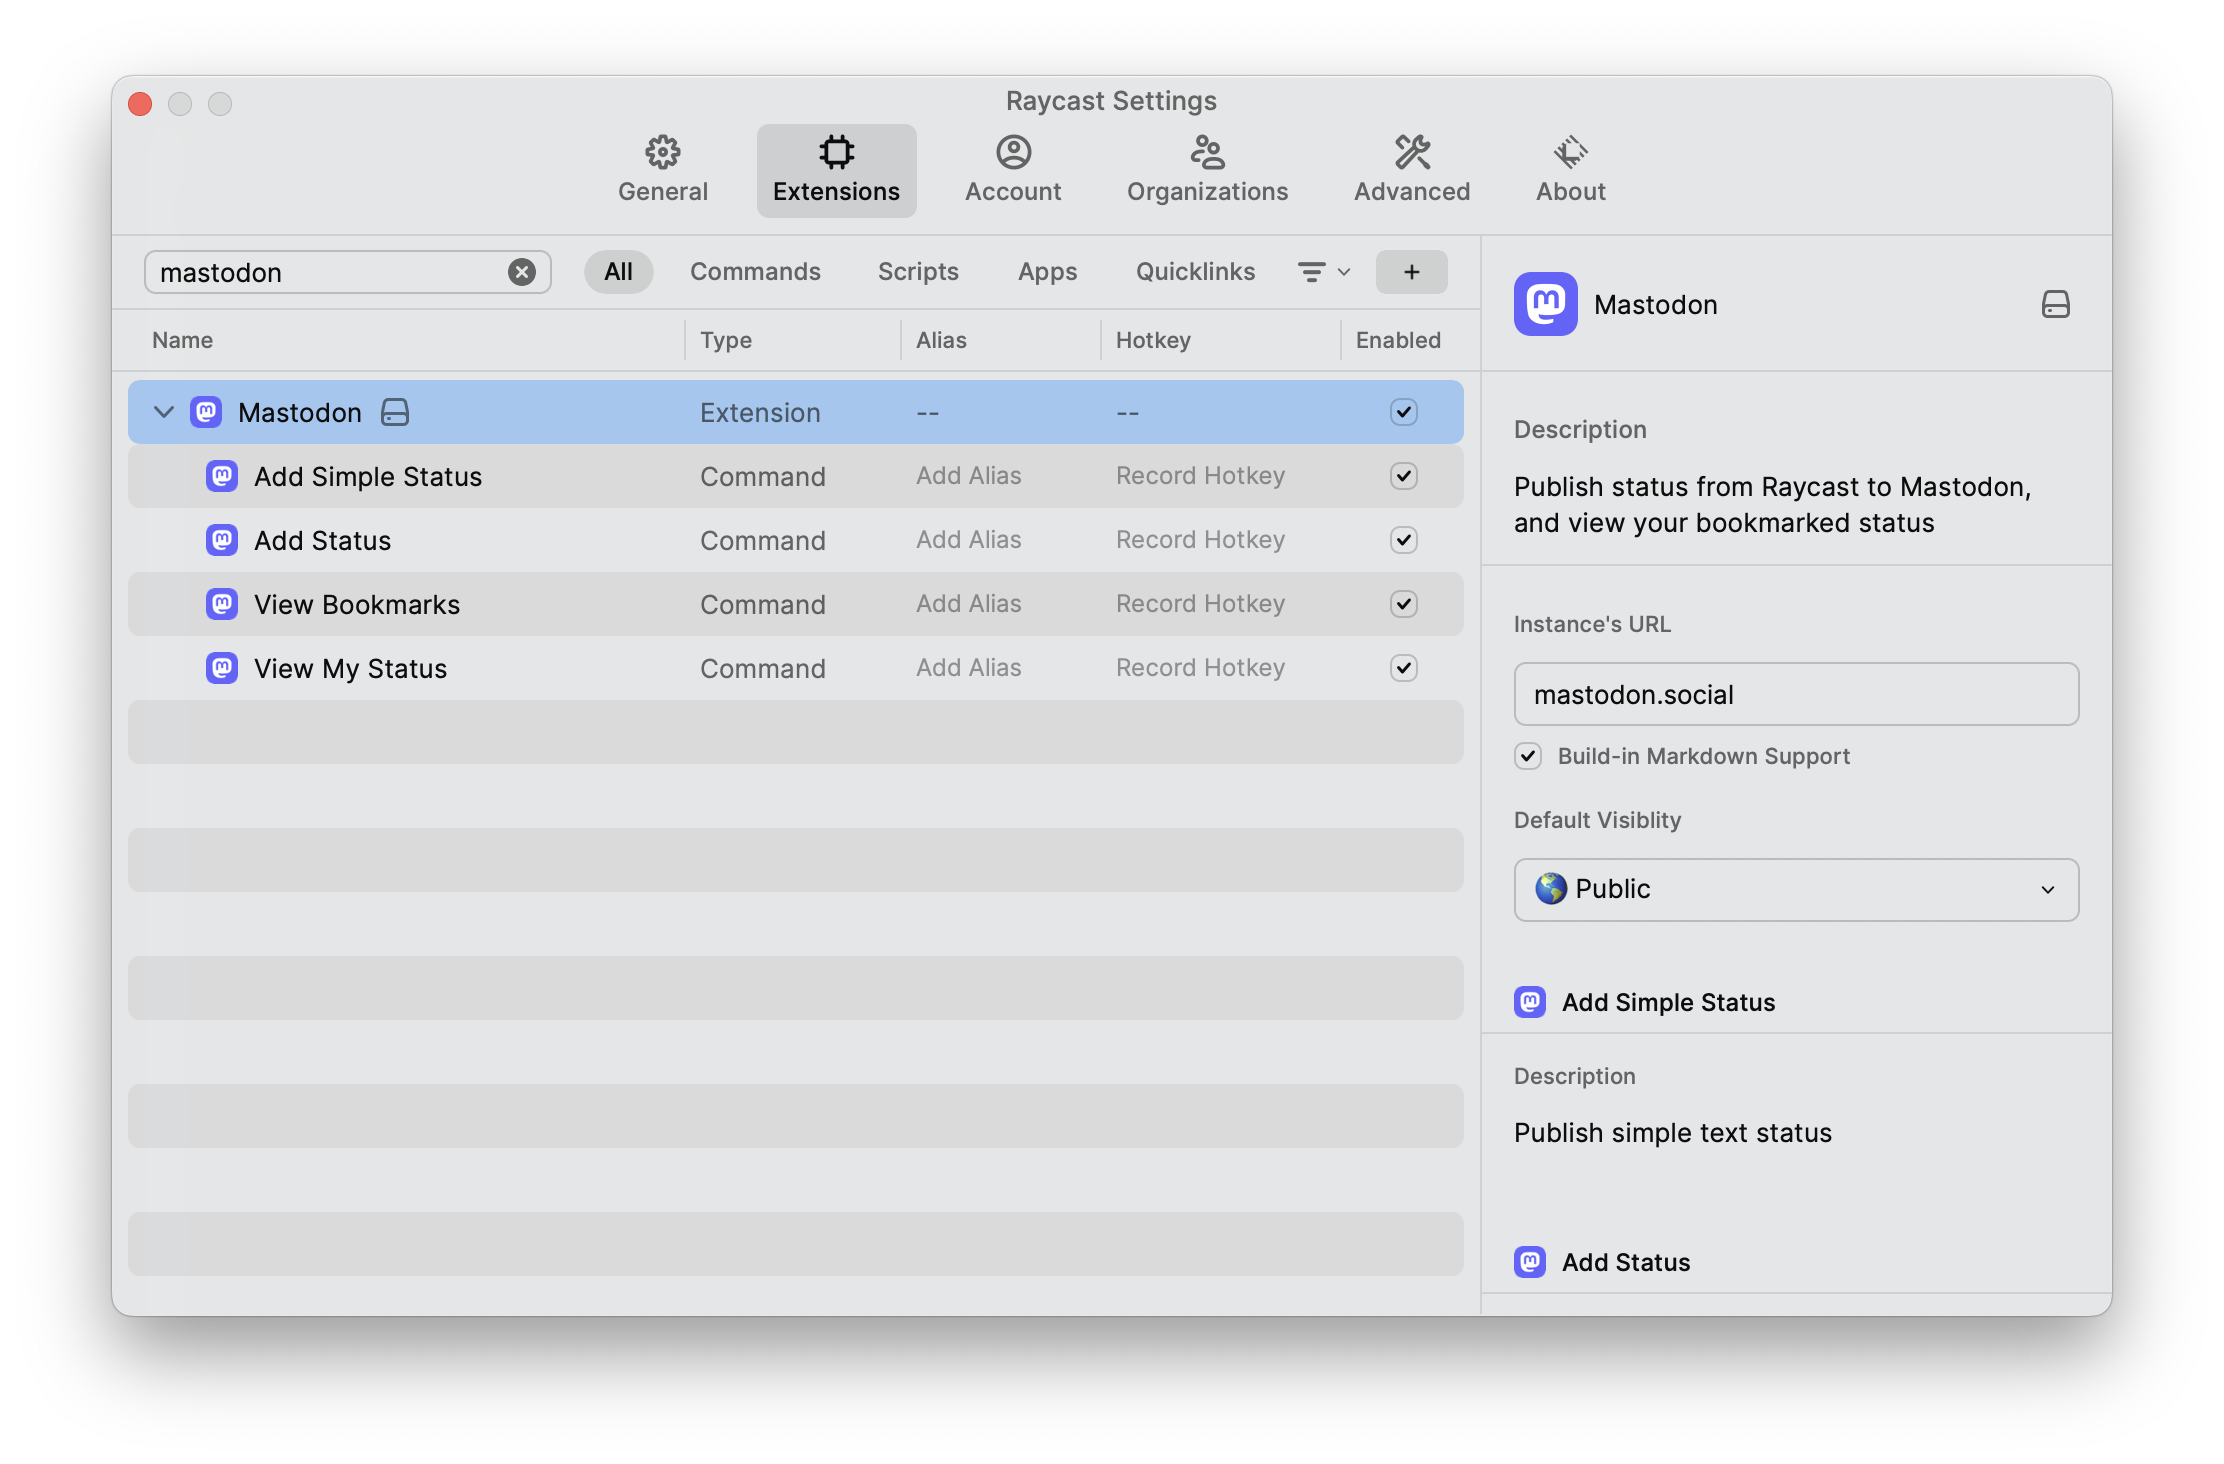 Raycast Settings
General
Extensions
Account
Organizations
Advanced
About
mastodon
All
Commands
Scripts
Apps
Quicklinks
+
Name
Type
Alias
Hotkey
Enabled
Mastodon
Extension
--
--
Add Simple Status
Command
Add Alias
Record Hotkey
Add Status
Command
Add Alias
Record Hotkey
View Bookmarks
Command
Add Alias
Record Hotkey
View My Status
Command
Add Alias
Record Hotkey
Mastodon
Description
Publish status from Raycast to Mastodon,
and view your bookmarked status
Instance's URL
mastodon.social
Build-in Markdown Support
Default Visiblity
🌎 Public
Add Simple Status
Description
Publish simple text status
Add Status